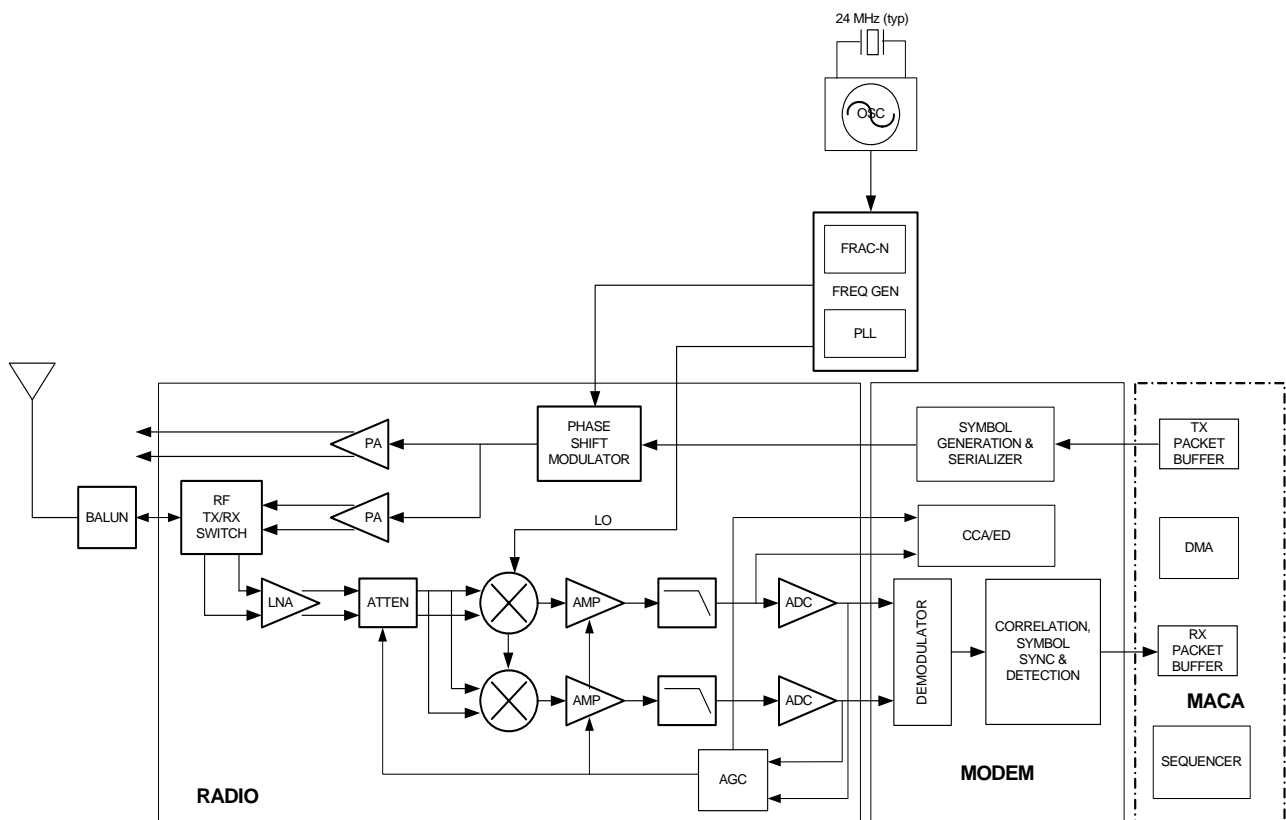 24 MHz (typ)
OSC
FRAC-N
FREQ GEN
PLL
PHASE
SHIFT
MODULATOR
PA
SYMBOL
GENERATION &
SERIALIZER
TX
PACKET
BUFFER
BALUN
RF
TX/RX
SWITCH
PA
LO
CCA/ED
DMA
LNA
ATTEN
AMP
ADC
DEMODULATOR
CORRELATION,
SYMBOL
SYNC &
DETECTION
RX
PACKET
BUFFER
MACA
AMP
ADC
AGC
SEQUENCER
RADIO
MODEM